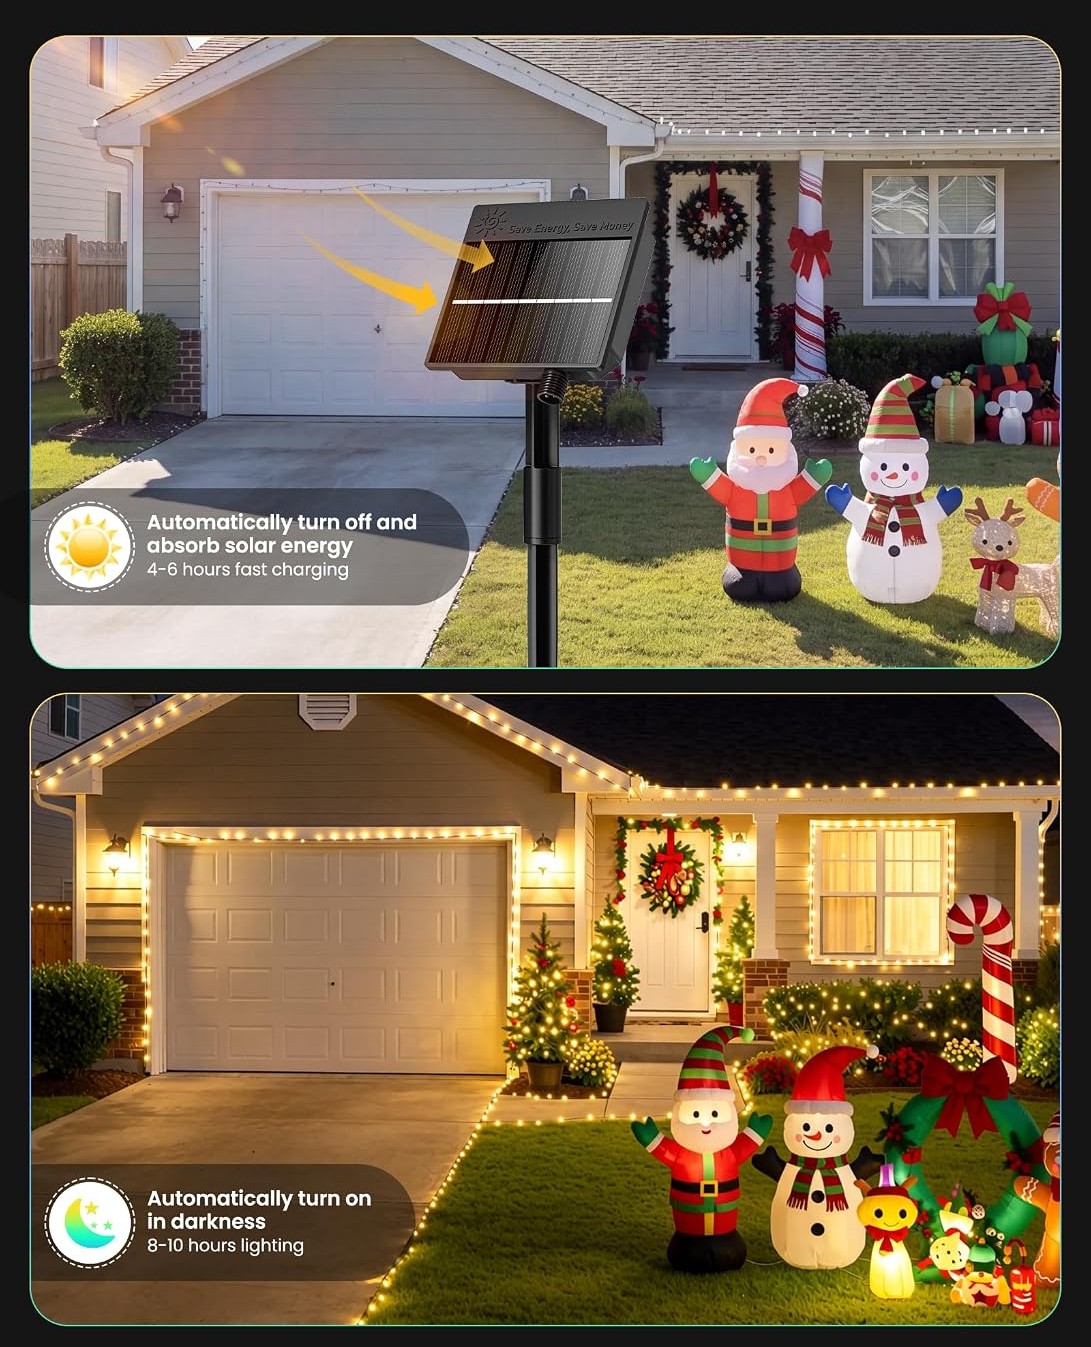 Save Energy, Save Money
Automatically turn off and
absorb solar energy
4-6 hours fast charging
Automatically turn on
in darkness
8-10 hours lighting